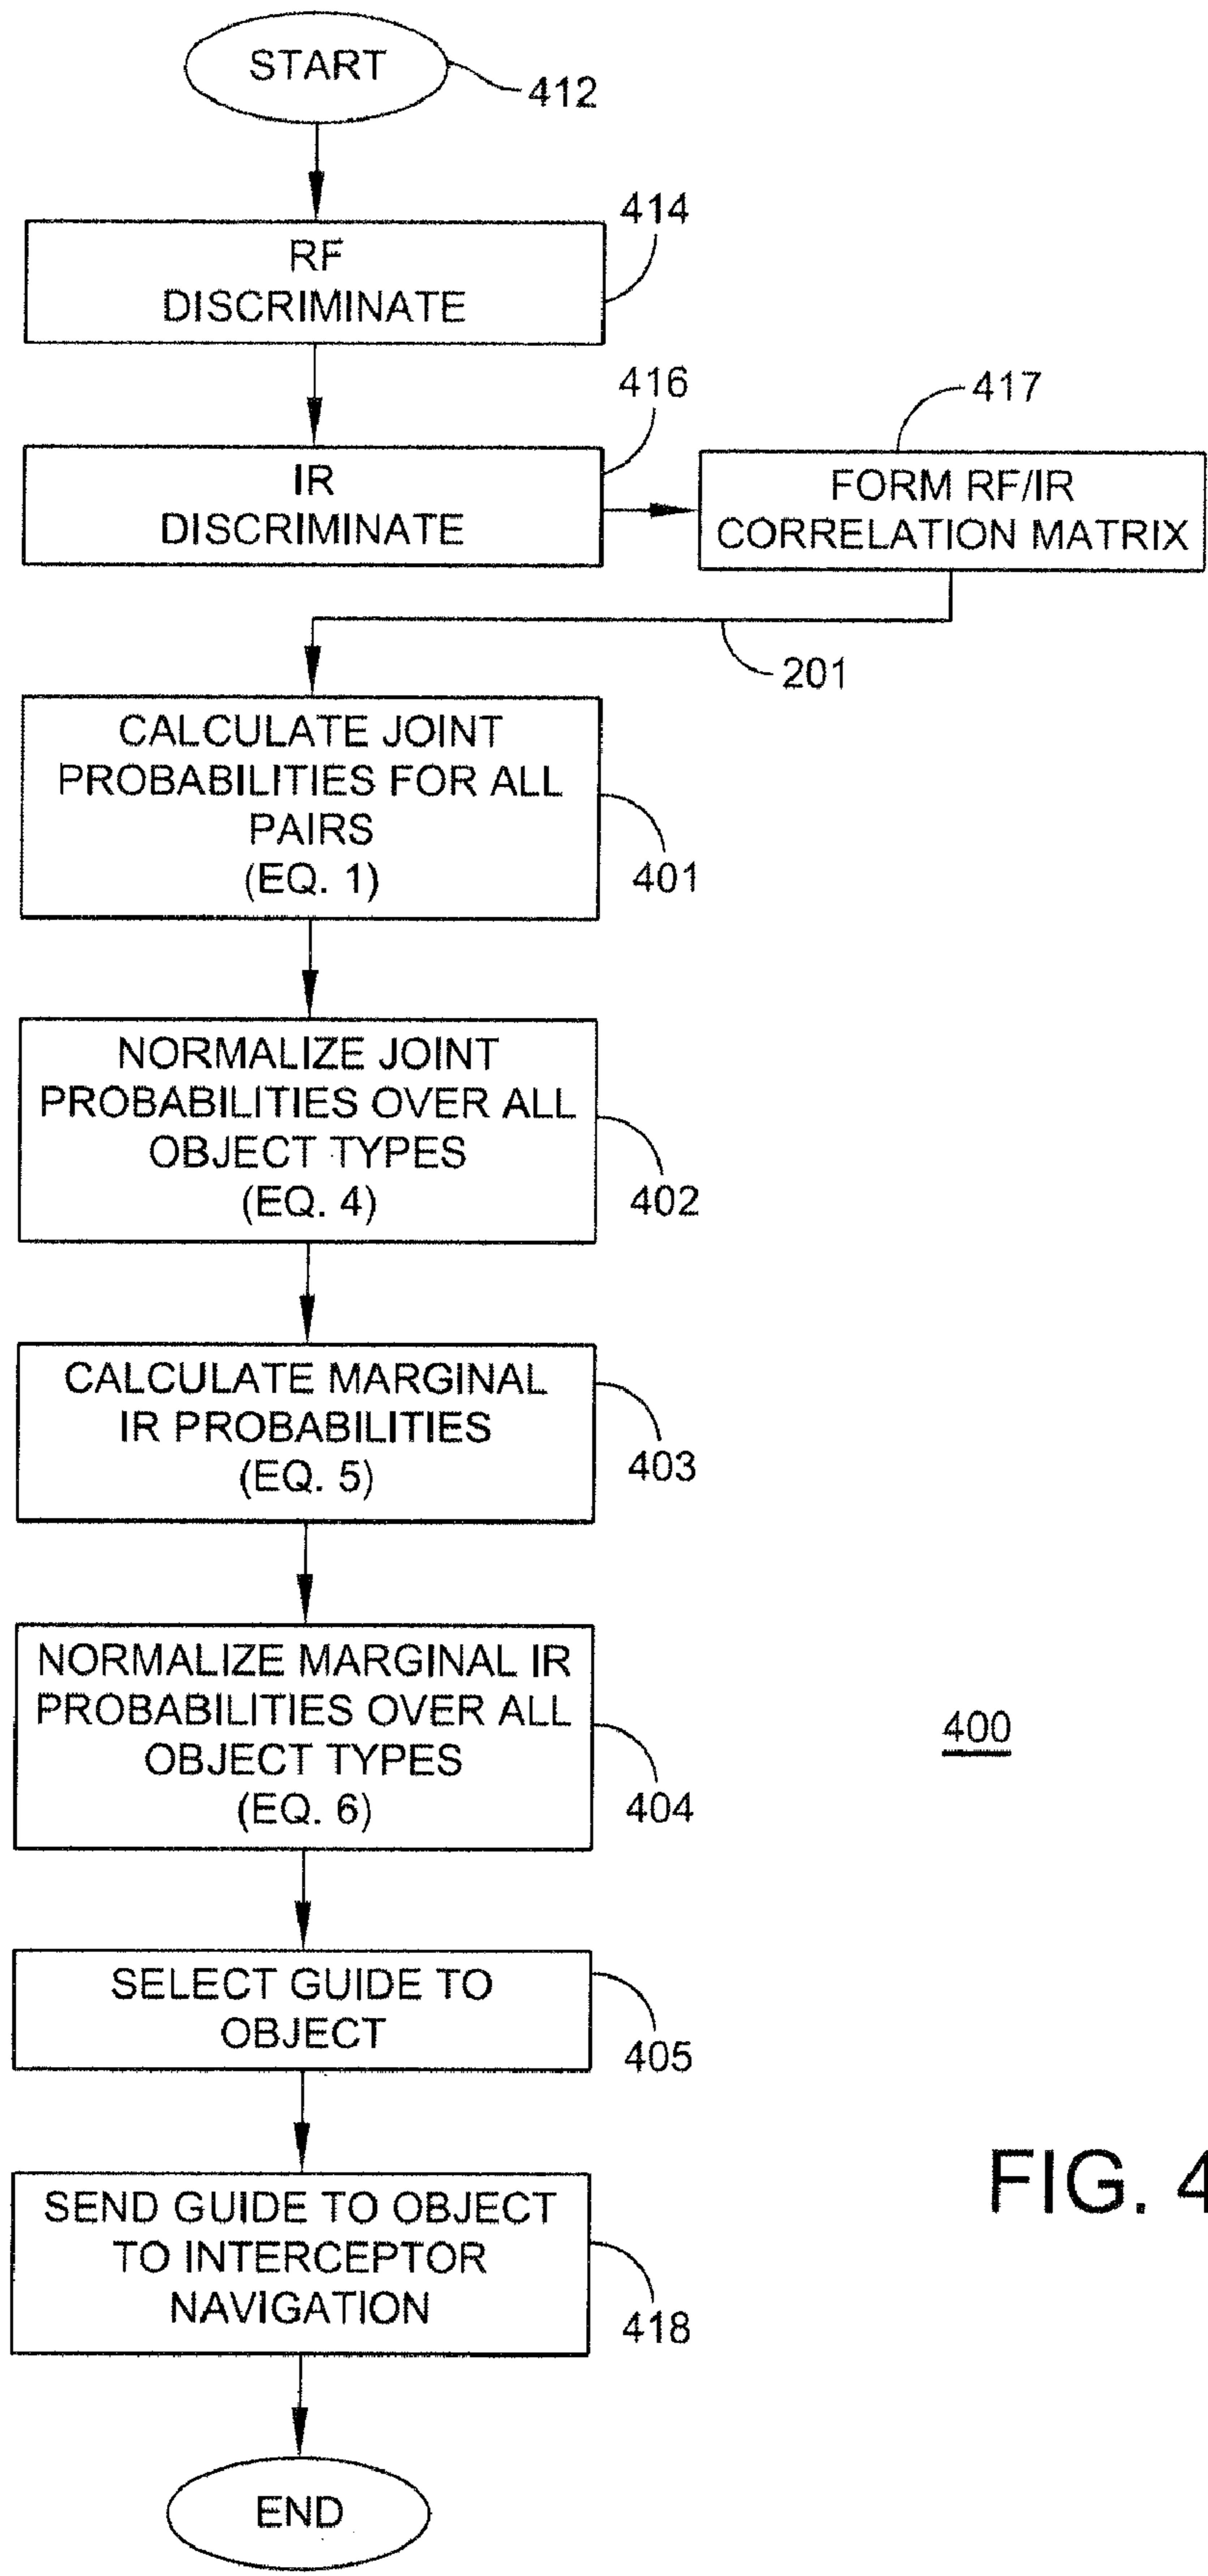 START
412
414
RF
DISCRIMINATE
416
417
IR
DISCRIMINATE
FORM RF/IR
CORRELATION MATRIX
201
CALCULATE JOINT
PROBABILITIES FOR ALL
PAIRS
(EQ. 1)
401
NORMALIZE JOINT
PROBABILITIES OVER ALL
OBJECT TYPES
(EQ. 4)
402
CALCULATE MARGINAL
IR PROBABILITIES
(EQ. 5)
403
NORMALIZE MARGINAL IR
PROBABILITIES OVER ALL
OBJECT TYPES
(EQ. 6)
404
400
SELECT GUIDE TO
OBJECT
405
SEND GUIDE TO OBJECT
TO INTERCEPTOR
NAVIGATION
418
FIG. 4
END